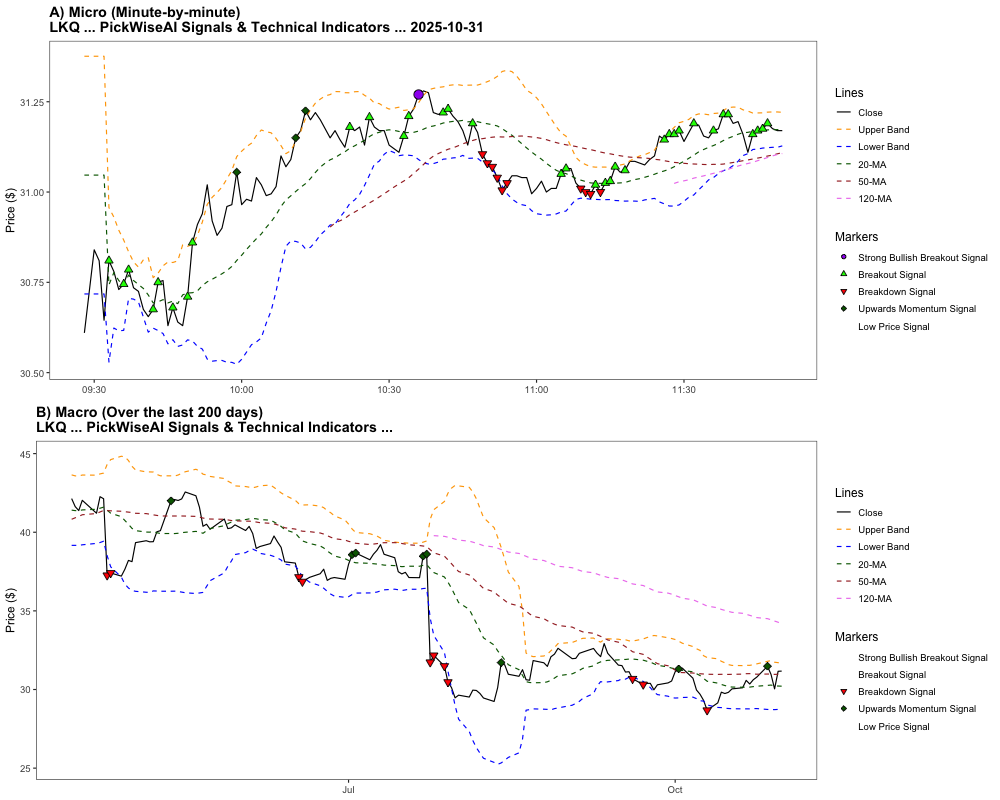 A) Micro (Minute-by-minute)
LKQ ... PickWiseAI Signals & Technical Indicators ... 2025-10-31
Price ($)
31.25
31.00
30.75
30.50
09:30
10:00
10:30
11:00
11:30
Lines
Close
Upper Band
Lower Band
20-MA
50-MA
120-MA
Markers
Strong Bullish Breakout Signal
Breakout Signal
Breakdown Signal
Upwards Momentum Signal
Low Price Signal
B) Macro (Over the last 200 days)
LKQ ... PickWiseAI Signals & Technical Indicators ...
Price ($)
45
40
35
30
25
Jul
Oct
Lines
Close
Upper Band
Lower Band
20-MA
50-MA
120-MA
Markers
Strong Bullish Breakout Signal
Breakout Signal
Breakdown Signal
Upwards Momentum Signal
Low Price Signal